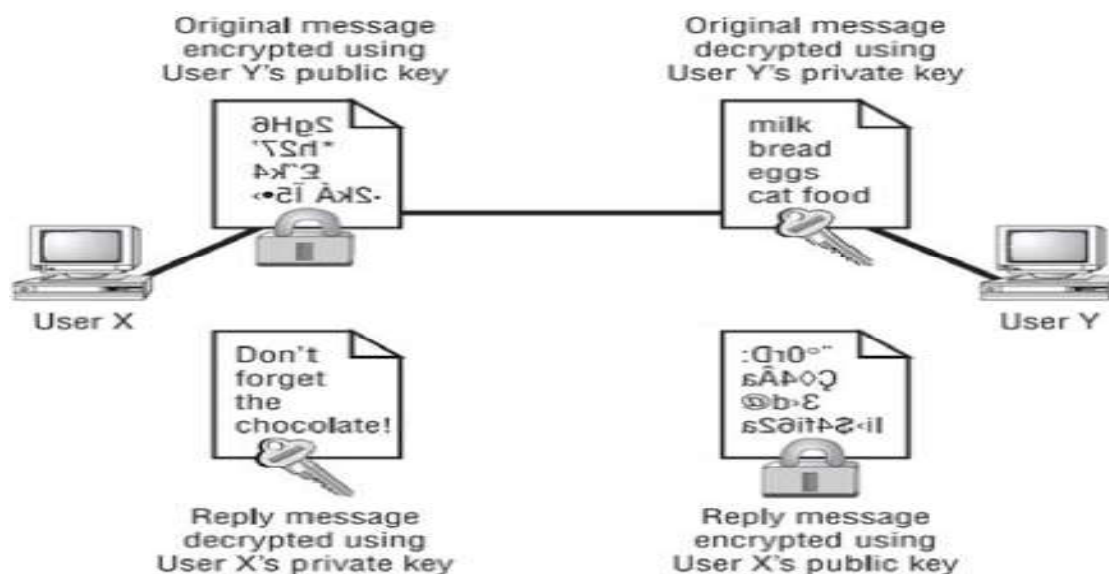 Original message
encrypted using
User Y's public key
Original message
decrypted using
User Y's private key
milk
bread
eggs
cat food
User X
User Y
Don't
forget
the
chocolate!
Reply message
decrypted using
User X's private key
Reply message
encrypted using
User X's public key